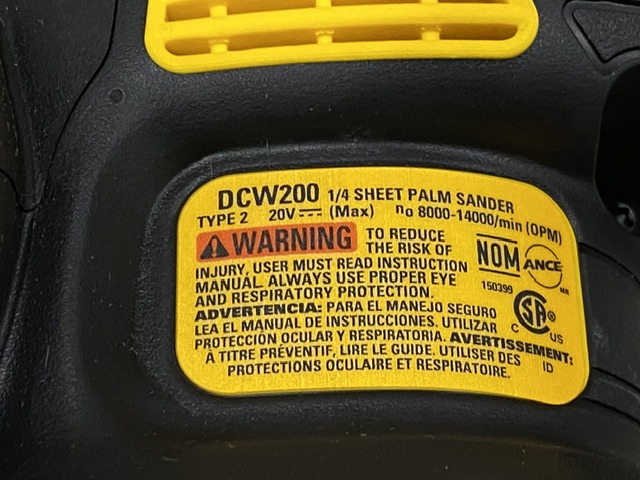 DCW200 1/4 SHEET PALM SANDER
TYPE 2 20V⎓ (Max) no 8000-14000/min (OPM)
WARNING TO REDUCE
THE RISK OF
INJURY, USER MUST READ INSTRUCTION
MANUAL. ALWAYS USE PROPER EYE
AND RESPIRATORY PROTECTION.
ADVERTENCIA: PARA EL MANEJO SEGURO
LEA EL MANUAL DE INSTRUCCIONES. UTILIZAR
PROTECCIÓN OCULAR Y RESPIRATORIA. AVERTISSEMENT:
À TITRE PRÉVENTIF, LIRE LE GUIDE. UTILISER DES
PROTECTIONS OCULAIRE ET RESPIRATOIRE.
NOM ANCE
150399
C US
ID